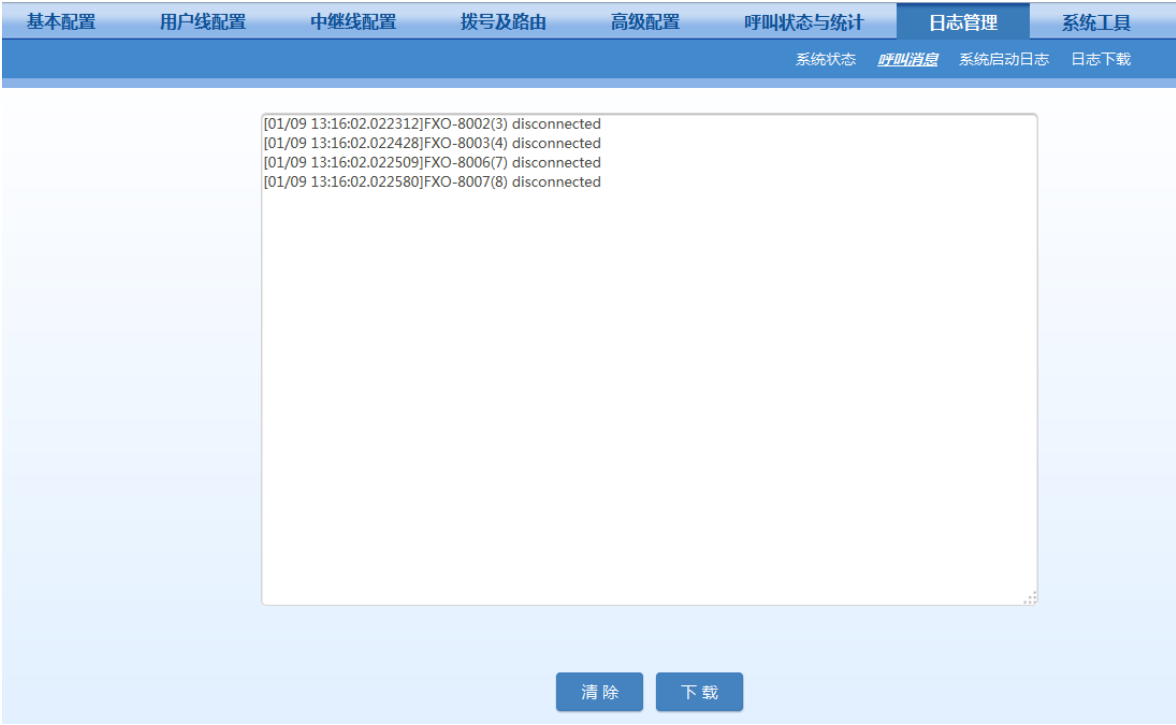 基本配置 用户线配置 中继线配置 拨号及路由 高级配置 呼叫状态与统计 日志管理 系统工具
系统状态 呼叫消息 系统启动日志 日志下载
[01/09 13:16:02.022312]FXO-8002(3) disconnected
[01/09 13:16:02.022428]FXO-8003(4) disconnected
[01/09 13:16:02.022509]FXO-8006(7) disconnected
[01/09 13:16:02.022580]FXO-8007(8) disconnected
清除 下载